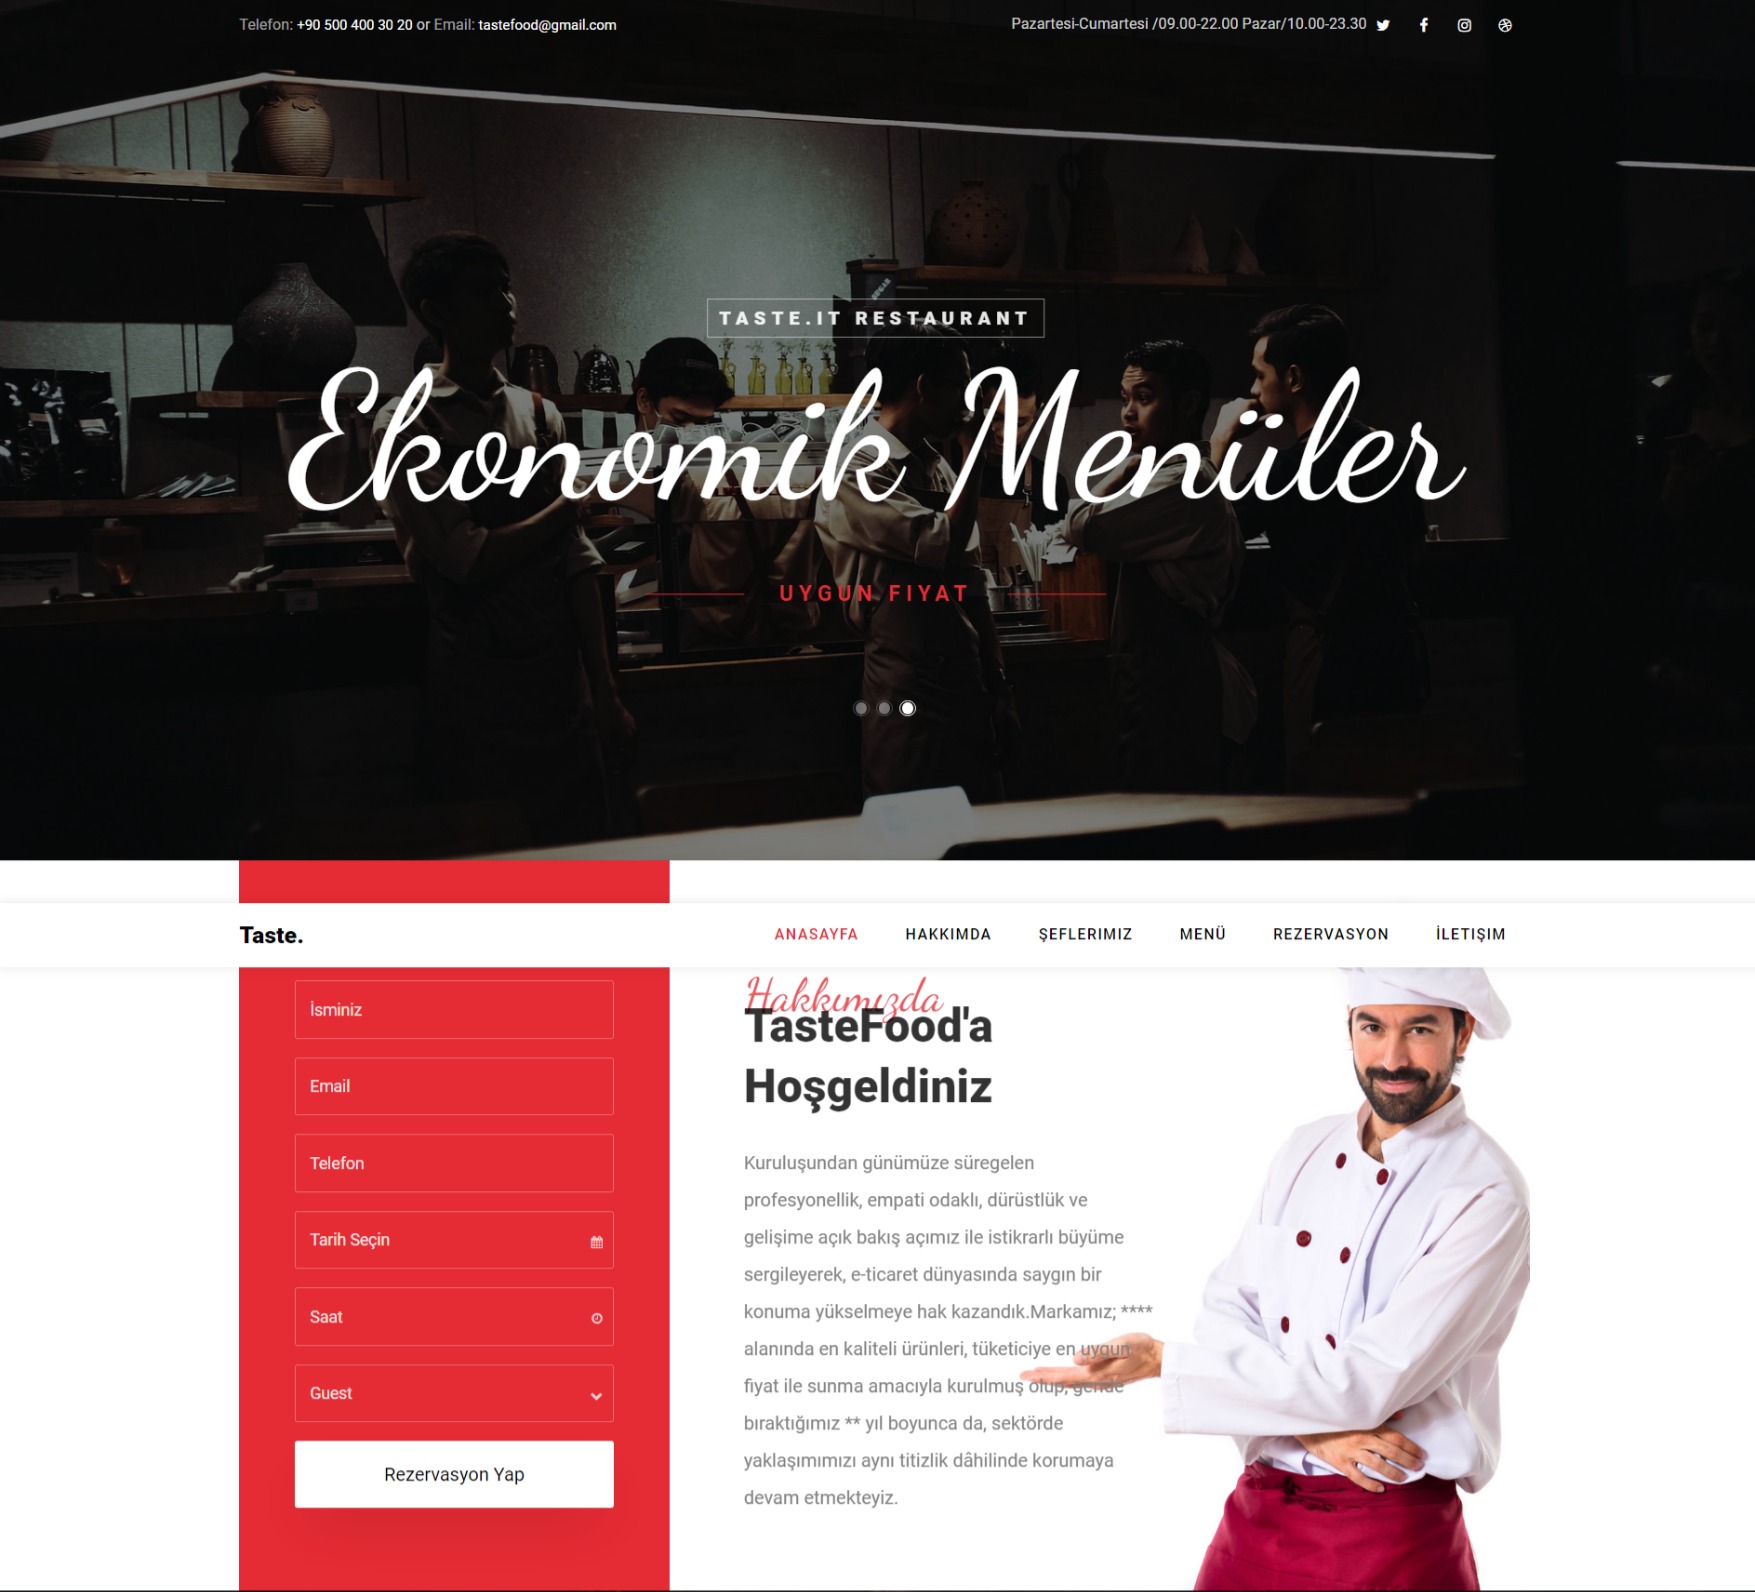 Telefon: +90 500 400 30 20 or Email: tastefood@gmail.com
Pazartesi-Cumartesi /09.00-22.00 Pazar/10.00-23.30
TASTE.IT RESTAURANT
Ekonomik Menüler
UYGUN FIYAT
Taste.
ANASAYFA HAKKIMDA ŞEFLERIMIZ MENÜ REZERVASYON İLETIŞIM
İsminiz
Email
Telefon
Tarih Seçin
Saat
Guest
Rezervasyon Yap
Hakkımızda
TasteFood'a
Hoşgeldiniz
Kuruluşundan günümüze süregelen
profesyonellik, empati odaklı, dürüstlük ve
gelişime açık bakış açımız ile istikrarlı büyüme
sergileyerek, e-ticaret dünyasında saygın bir
konuma yükselmeye hak kazandık.Markamız; ****
alanında en kaliteli ürünleri, tüketiciye en uygun
fiyat ile sunma amacıyla kurulmuş olup, geride
bıraktığımız ** yıl boyunca da, sektörde
yaklaşımımızı aynı titizlik dâhilinde korumaya
devam etmekteyiz.